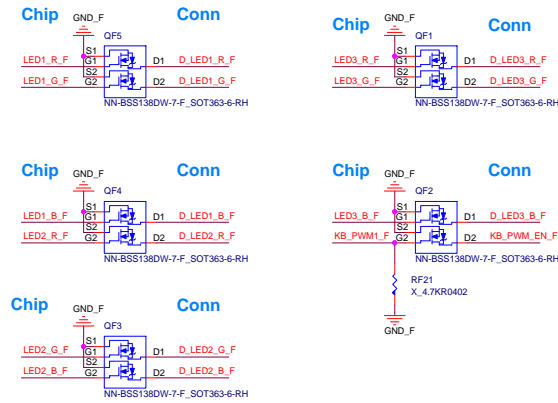 Chip GND_F QF5 Conn
S1
LED1_R_F G1 D1 D_LED1_R_F
S2
LED1_G_F G2 D2 D_LED1_G_F
NN-BSS138DW-7-F_SOT363-6-RH
Chip GND_F QF1 Conn
S1
LED3_R_F G1 D1 D_LED3_R_F
S2
LED3_G_F G2 D2 D_LED3_G_F
NN-BSS138DW-7-F_SOT363-6-RH
Chip GND_F QF4 Conn
S1
LED1_B_F G1 D1 D_LED1_B_F
S2
LED2_R_F G2 D2 D_LED2_R_F
NN-BSS138DW-7-F_SOT363-6-RH
Chip GND_F QF2 Conn
S1
LED3_B_F G1 D1 D_LED3_B_F
S2
KB_PWM1_F G2 D2 KB_PWM_EN_F
NN-BSS138DW-7-F_SOT363-6-RH
RF21
X_4.7KR0402
GND_F
Chip GND_F QF3 Conn
S1
LED2_G_F G1 D1 D_LED2_G_F
S2
LED2_B_F G2 D2 D_LED2_B_F
NN-BSS138DW-7-F_SOT363-6-RH